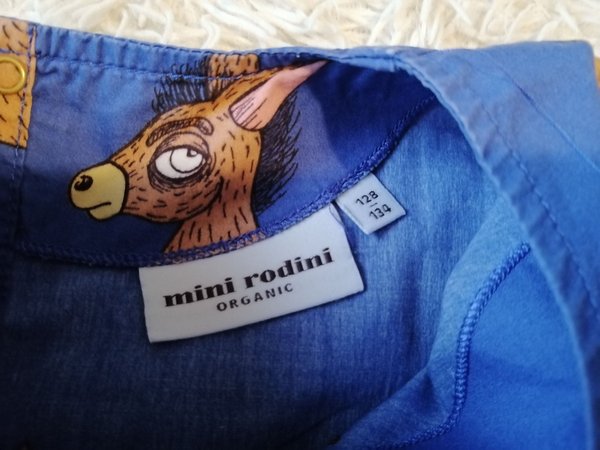 128
134
mini rodini
ORGANIC